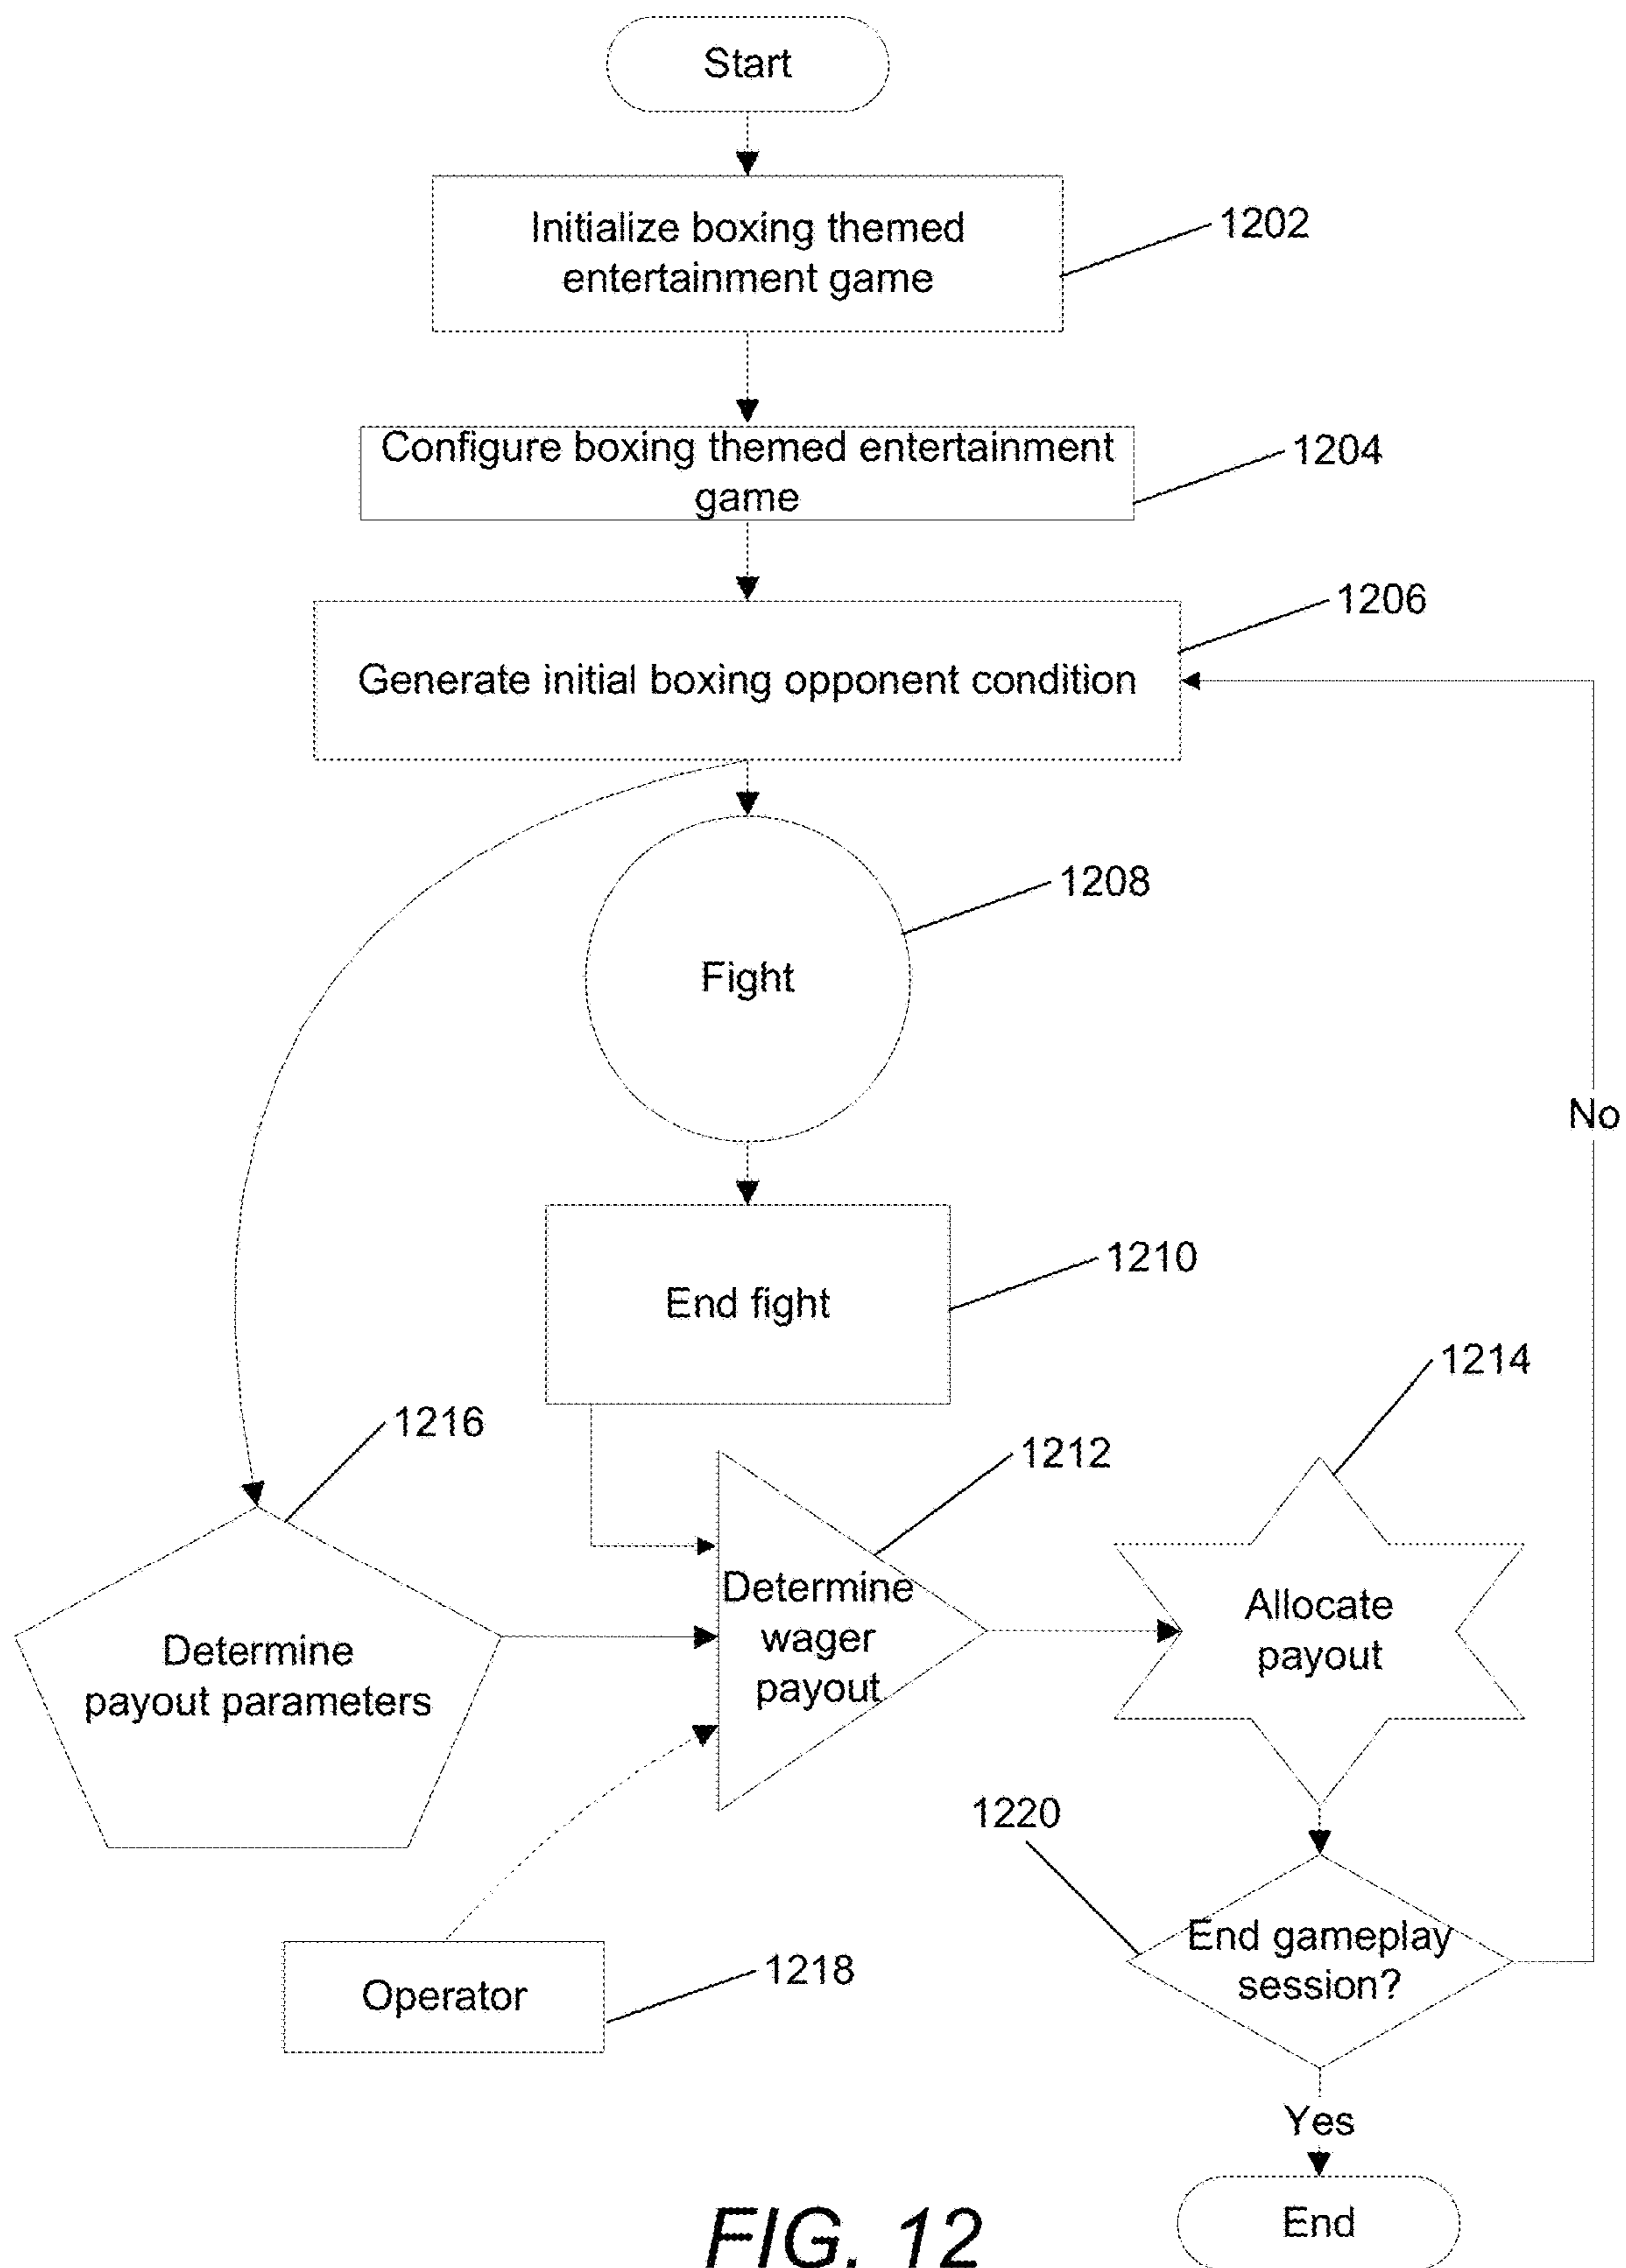 Start
Initialize boxing themed
entertainment game
1202
Configure boxing themed entertainment
game
1204
1206
Generate initial boxing opponent condition
1208
Fight
No
1210
End fight
1214
1216
1212
Determine
wager
payout
Allocate
payout
Determine
payout parameters
1220
End gameplay
session?
1218
Operator
Yes
End
FIG. 12